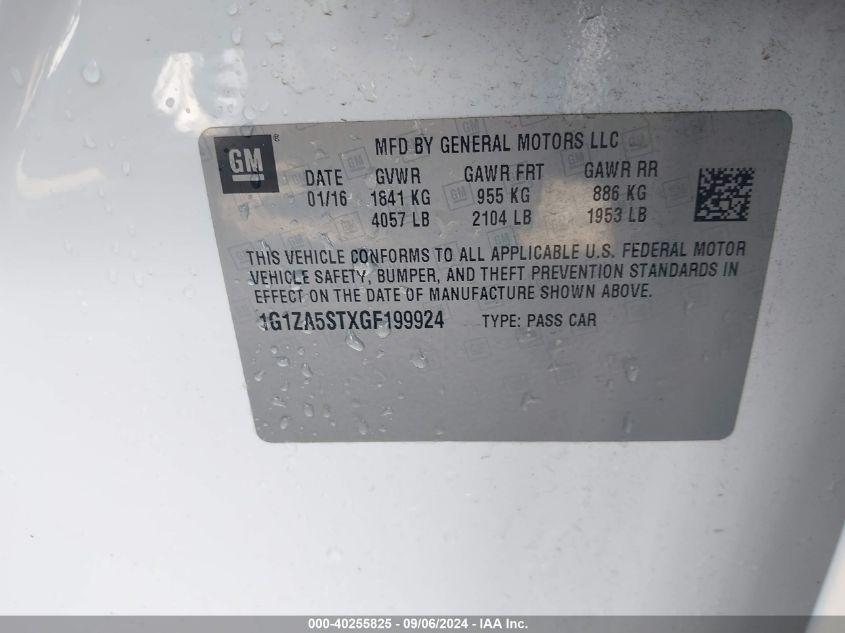 GM ®
MFD BY GENERAL MOTORS LLC
DATE GVWR GAWR FRT GAWR RR
01/16 1841 KG 955 KG 886 KG
4057 LB 2104 LB 1953 LB
THIS VEHICLE CONFORMS TO ALL APPLICABLE U.S. FEDERAL MOTOR
VEHICLE SAFETY, BUMPER, AND THEFT PREVENTION STANDARDS IN
EFFECT ON THE DATE OF MANUFACTURE SHOWN ABOVE.
1G1ZA5STXGF199924 TYPE: PASS CAR
000-40255825 - 09/06/2024 - IAA Inc.